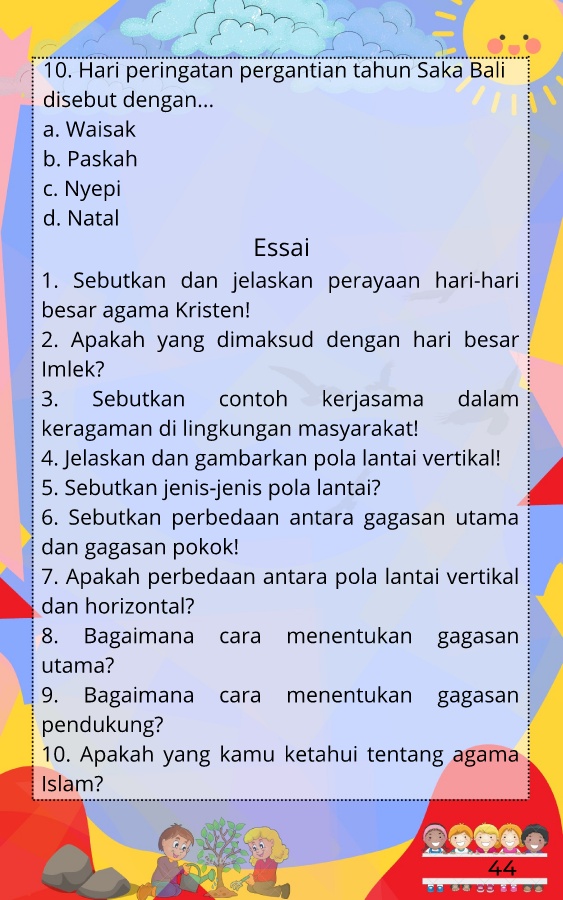 10. Hari peringatan pergantian tahun Saka Bali
disebut dengan...
a. Waisak
b. Paskah
c. Nyepi
d. Natal
Essai
1. Sebutkan dan jelaskan perayaan hari-hari
besar agama Kristen!
2. Apakah yang dimaksud dengan hari besar
Imlek?
3. Sebutkan contoh kerjasama dalam
keragaman di lingkungan masyarakat!
4. Jelaskan dan gambarkan pola lantai vertikal!
5. Sebutkan jenis-jenis pola lantai?
6. Sebutkan perbedaan antara gagasan utama
dan gagasan pokok!
7. Apakah perbedaan antara pola lantai vertikal
dan horizontal?
8. Bagaimana cara menentukan gagasan
utama?
9. Bagaimana cara menentukan gagasan
pendukung?
10. Apakah yang kamu ketahui tentang agama
Islam?
44